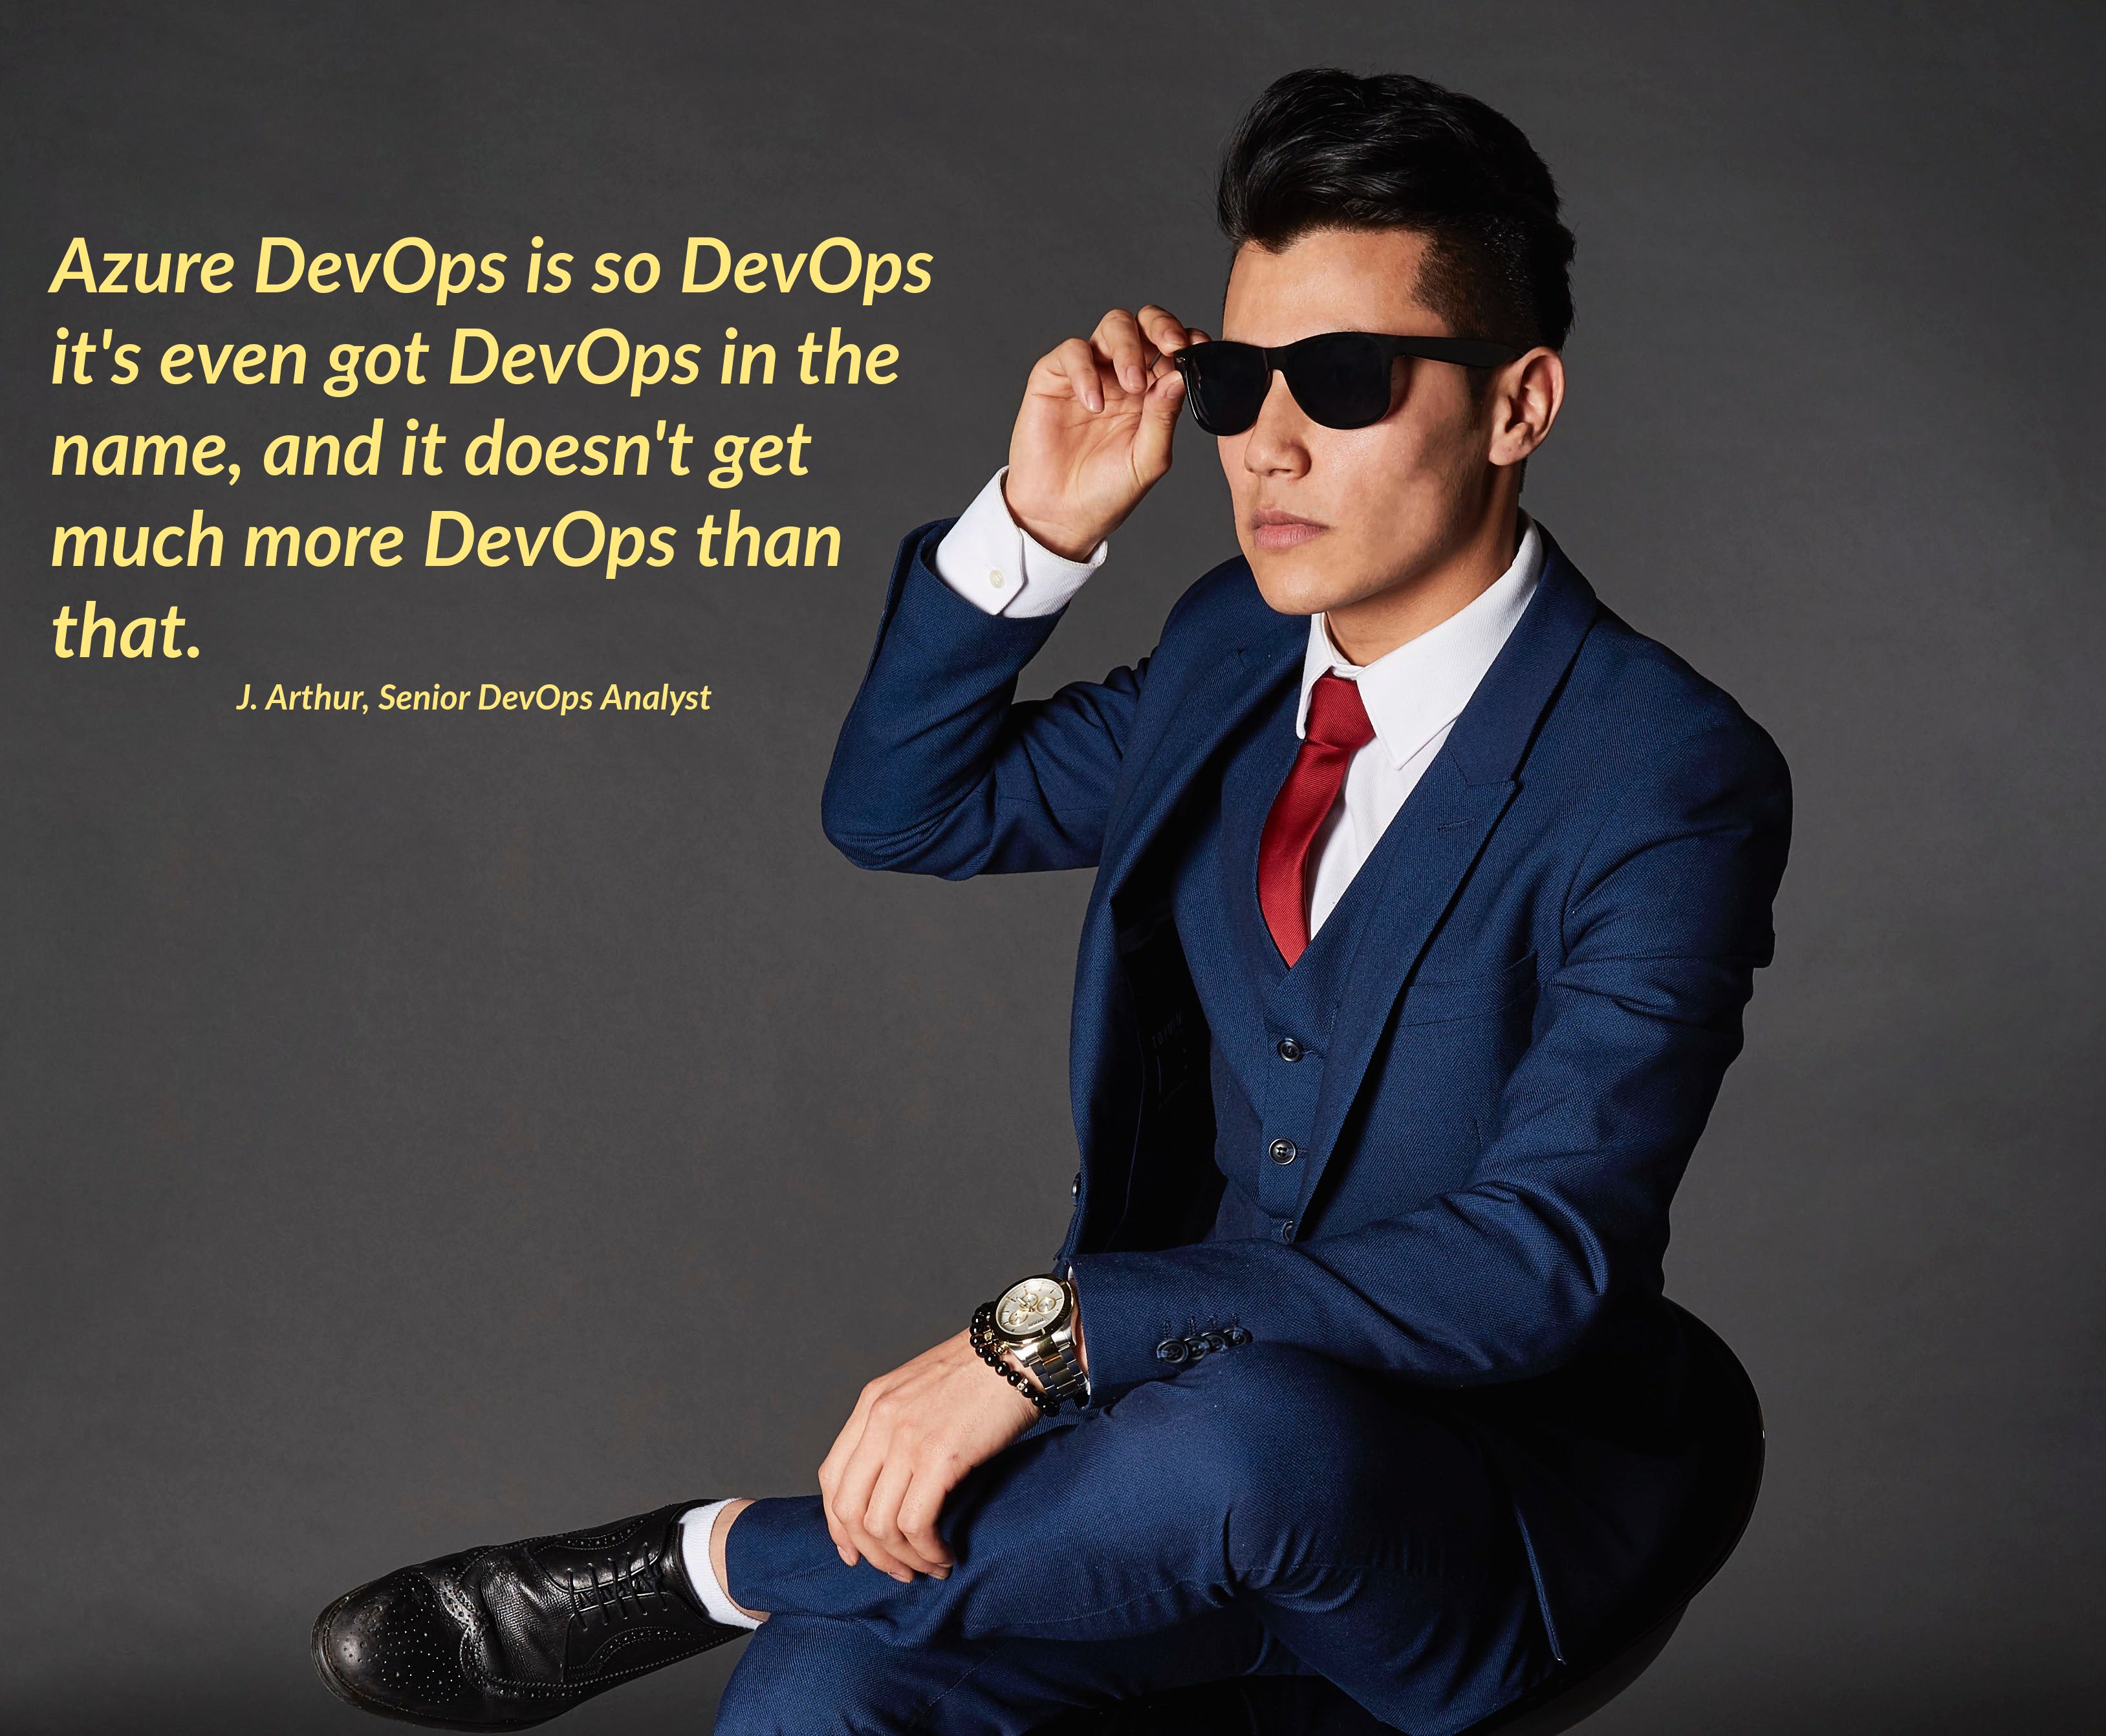 Azure DevOps is so DevOps
it's even got DevOps in the
name, and it doesn't get
much more DevOps than
that.
J. Arthur, Senior DevOps Analyst